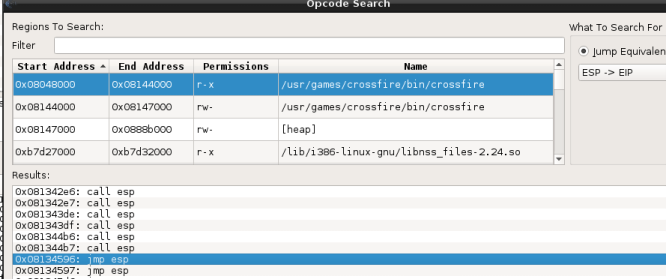 Opcode Search
Regions To Search:
What To Search For
Filter
Jump Equivalen
Start Address End Address Permissions Name
ESP -> EIP
0x08048000 0x08144000 r-x /usr/games/crossfire/bin/crossfire
0x08144000 0x08147000 rw- /usr/games/crossfire/bin/crossfire
0x08147000 0x0888b000 rw- [heap]
0xb7d27000 0xb7d32000 r-x /lib/i386-linux-gnu/libnss_files-2.24.so
Results:
0x081342e6: call esp
0x081342e7: call esp
0x081343de: call esp
0x081343df: call esp
0x081344b6: call esp
0x081344b7: call esp
0x08134596: jmp esp
0x08134597: jmp esp